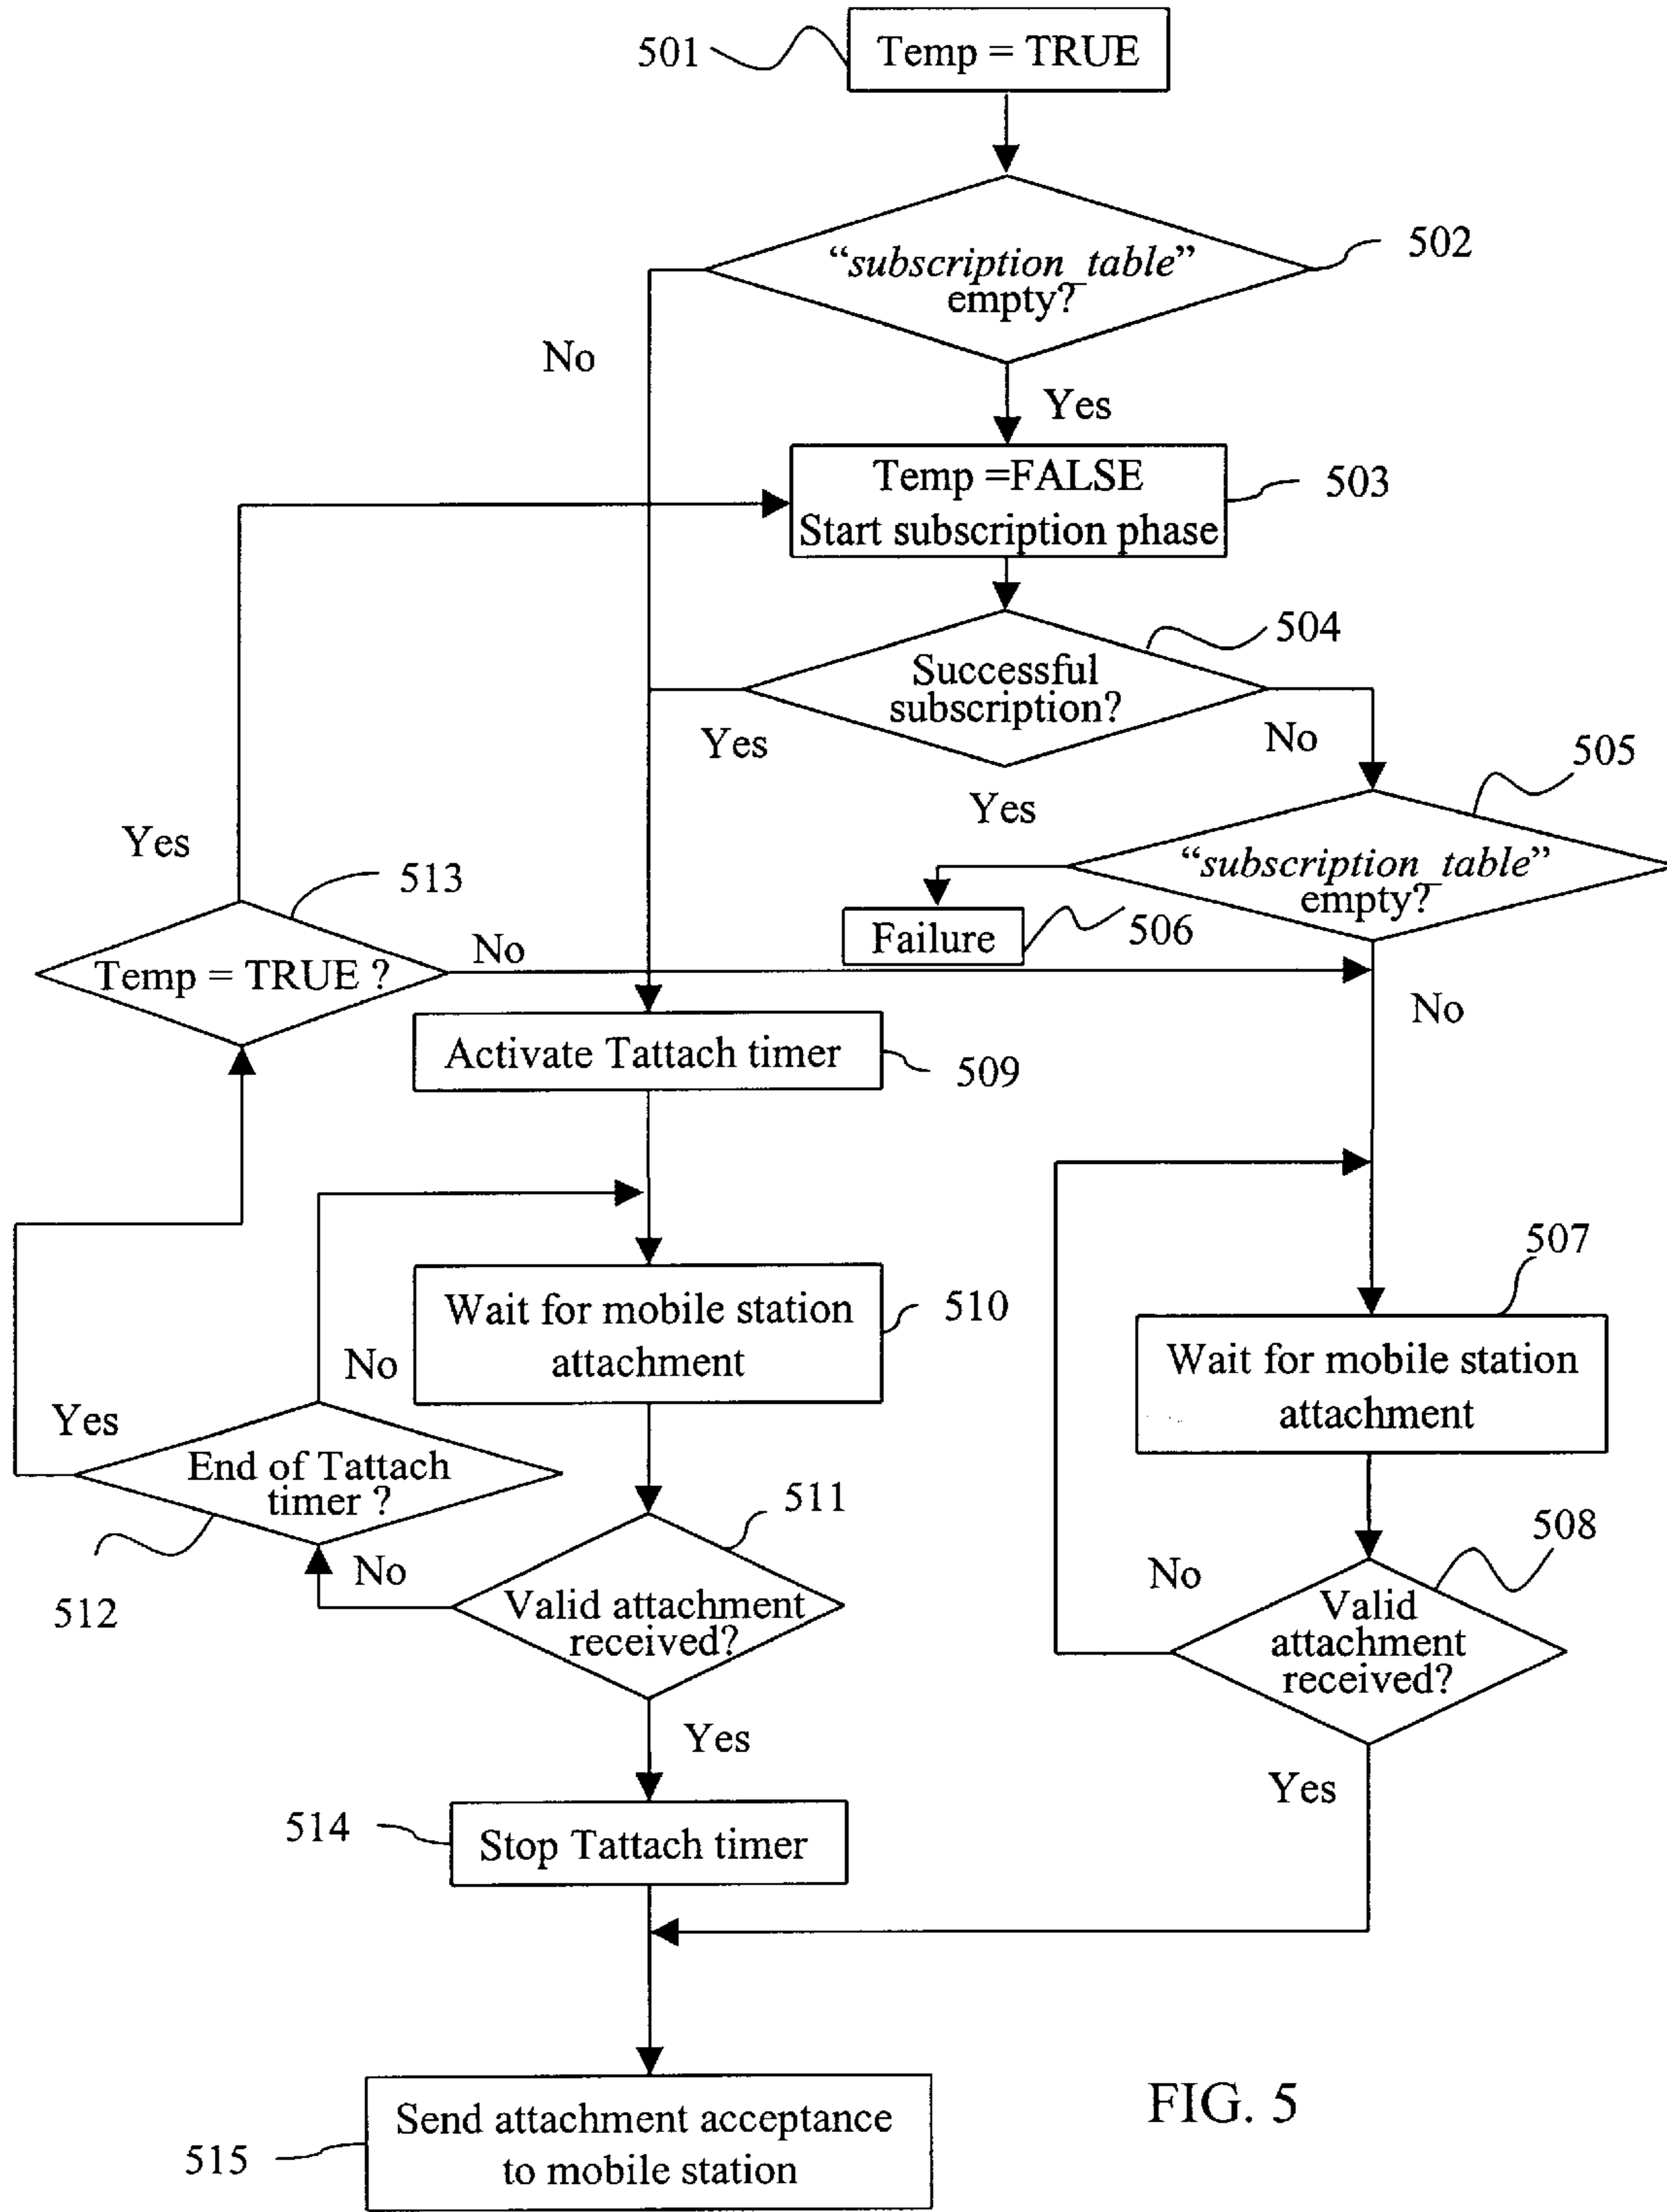 501
Temp = TRUE
502
“subscription_table”
empty?
No
Yes
Temp =FALSE
Start subscription phase
503
504
Successful
subscription?
Yes
No
505
Yes
“subscription_table”
empty?
Yes
513
Failure
506
Temp = TRUE ?
No
No
Activate Tattach timer
509
507
Wait for mobile station
attachment
510
No
Wait for mobile station
attachment
Yes
End of Tattach
timer ?
511
508
512
No
Valid attachment
received?
No
Valid
attachment
received?
Yes
Yes
514
Stop Tattach timer
FIG. 5
Send attachment acceptance
to mobile station
515